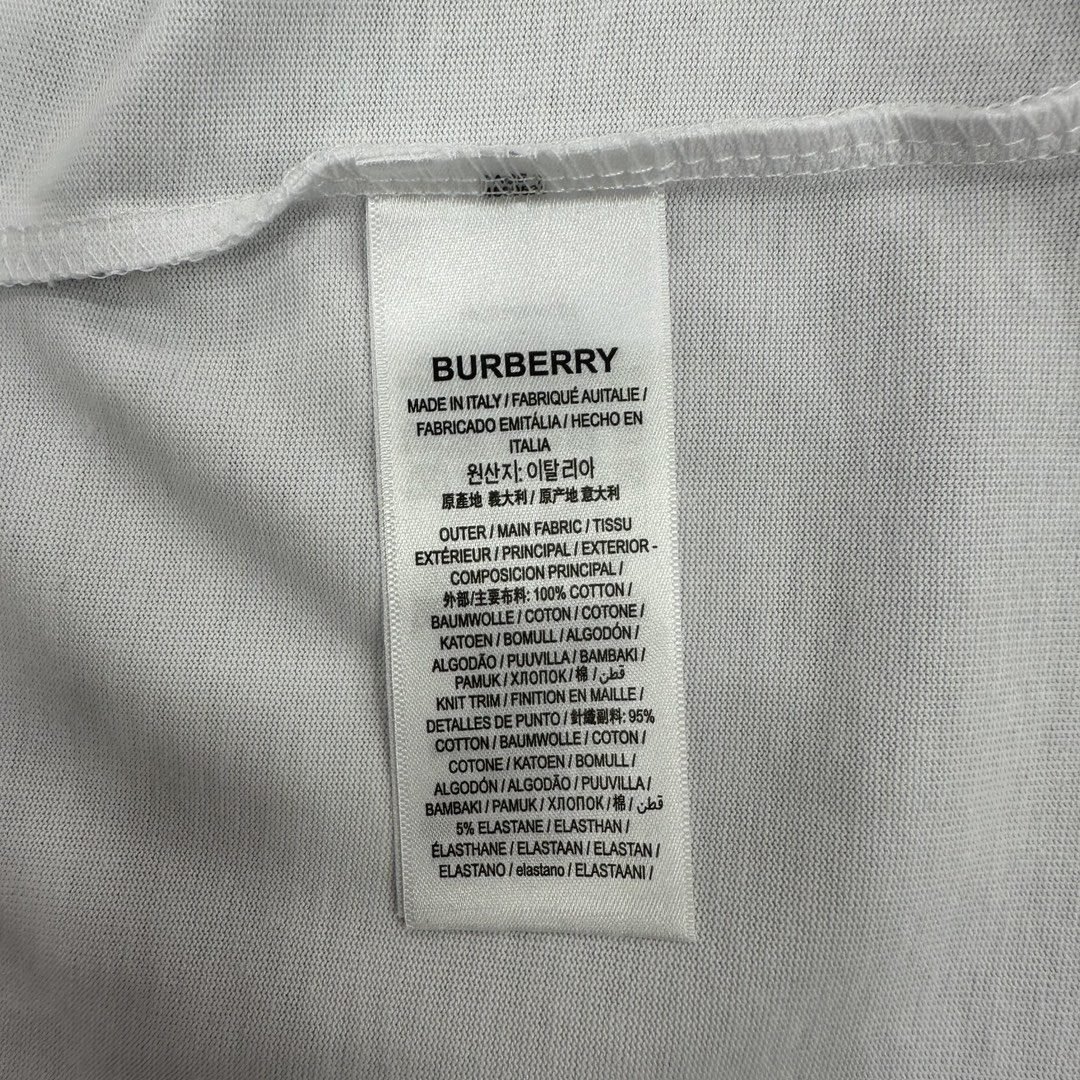 BURBERRY
MADE IN ITALY / FABRIQUÉ AUITALIE /
FABRICADO EMITÁLIA / HECHO EN
ITALIA
원산지: 이탈리아
原產地 義大利 / 原产地 意大利
OUTER / MAIN FABRIC / TISSU
EXTÉRIEUR / PRINCIPAL / EXTERIOR -
COMPOSICION PRINCIPAL /
外部/主要布料: 100% COTTON /
BAUMWOLLE / COTON / COTONE /
KATOEN / BOMULL / ALGODÓN /
ALGODÃO / PUUVILLA / BAMBAKI /
PAMUK / ХЛОПОК / 棉 / قطن /
KNIT TRIM / FINITION EN MAILLE /
DETALLES DE PUNTO / 針織副料: 95%
COTTON / BAUMWOLLE / COTON /
COTONE / KATOEN / BOMULL /
ALGODÓN / ALGODÃO / PUUVILLA /
BAMBAKI / PAMUK / ХЛОПОК / 棉 / قطن
5% ELASTANE / ELASTHAN /
ÉLASTHANE / ELASTAAN / ELASTAN /
ELASTANO / elastano / ELASTAANI /